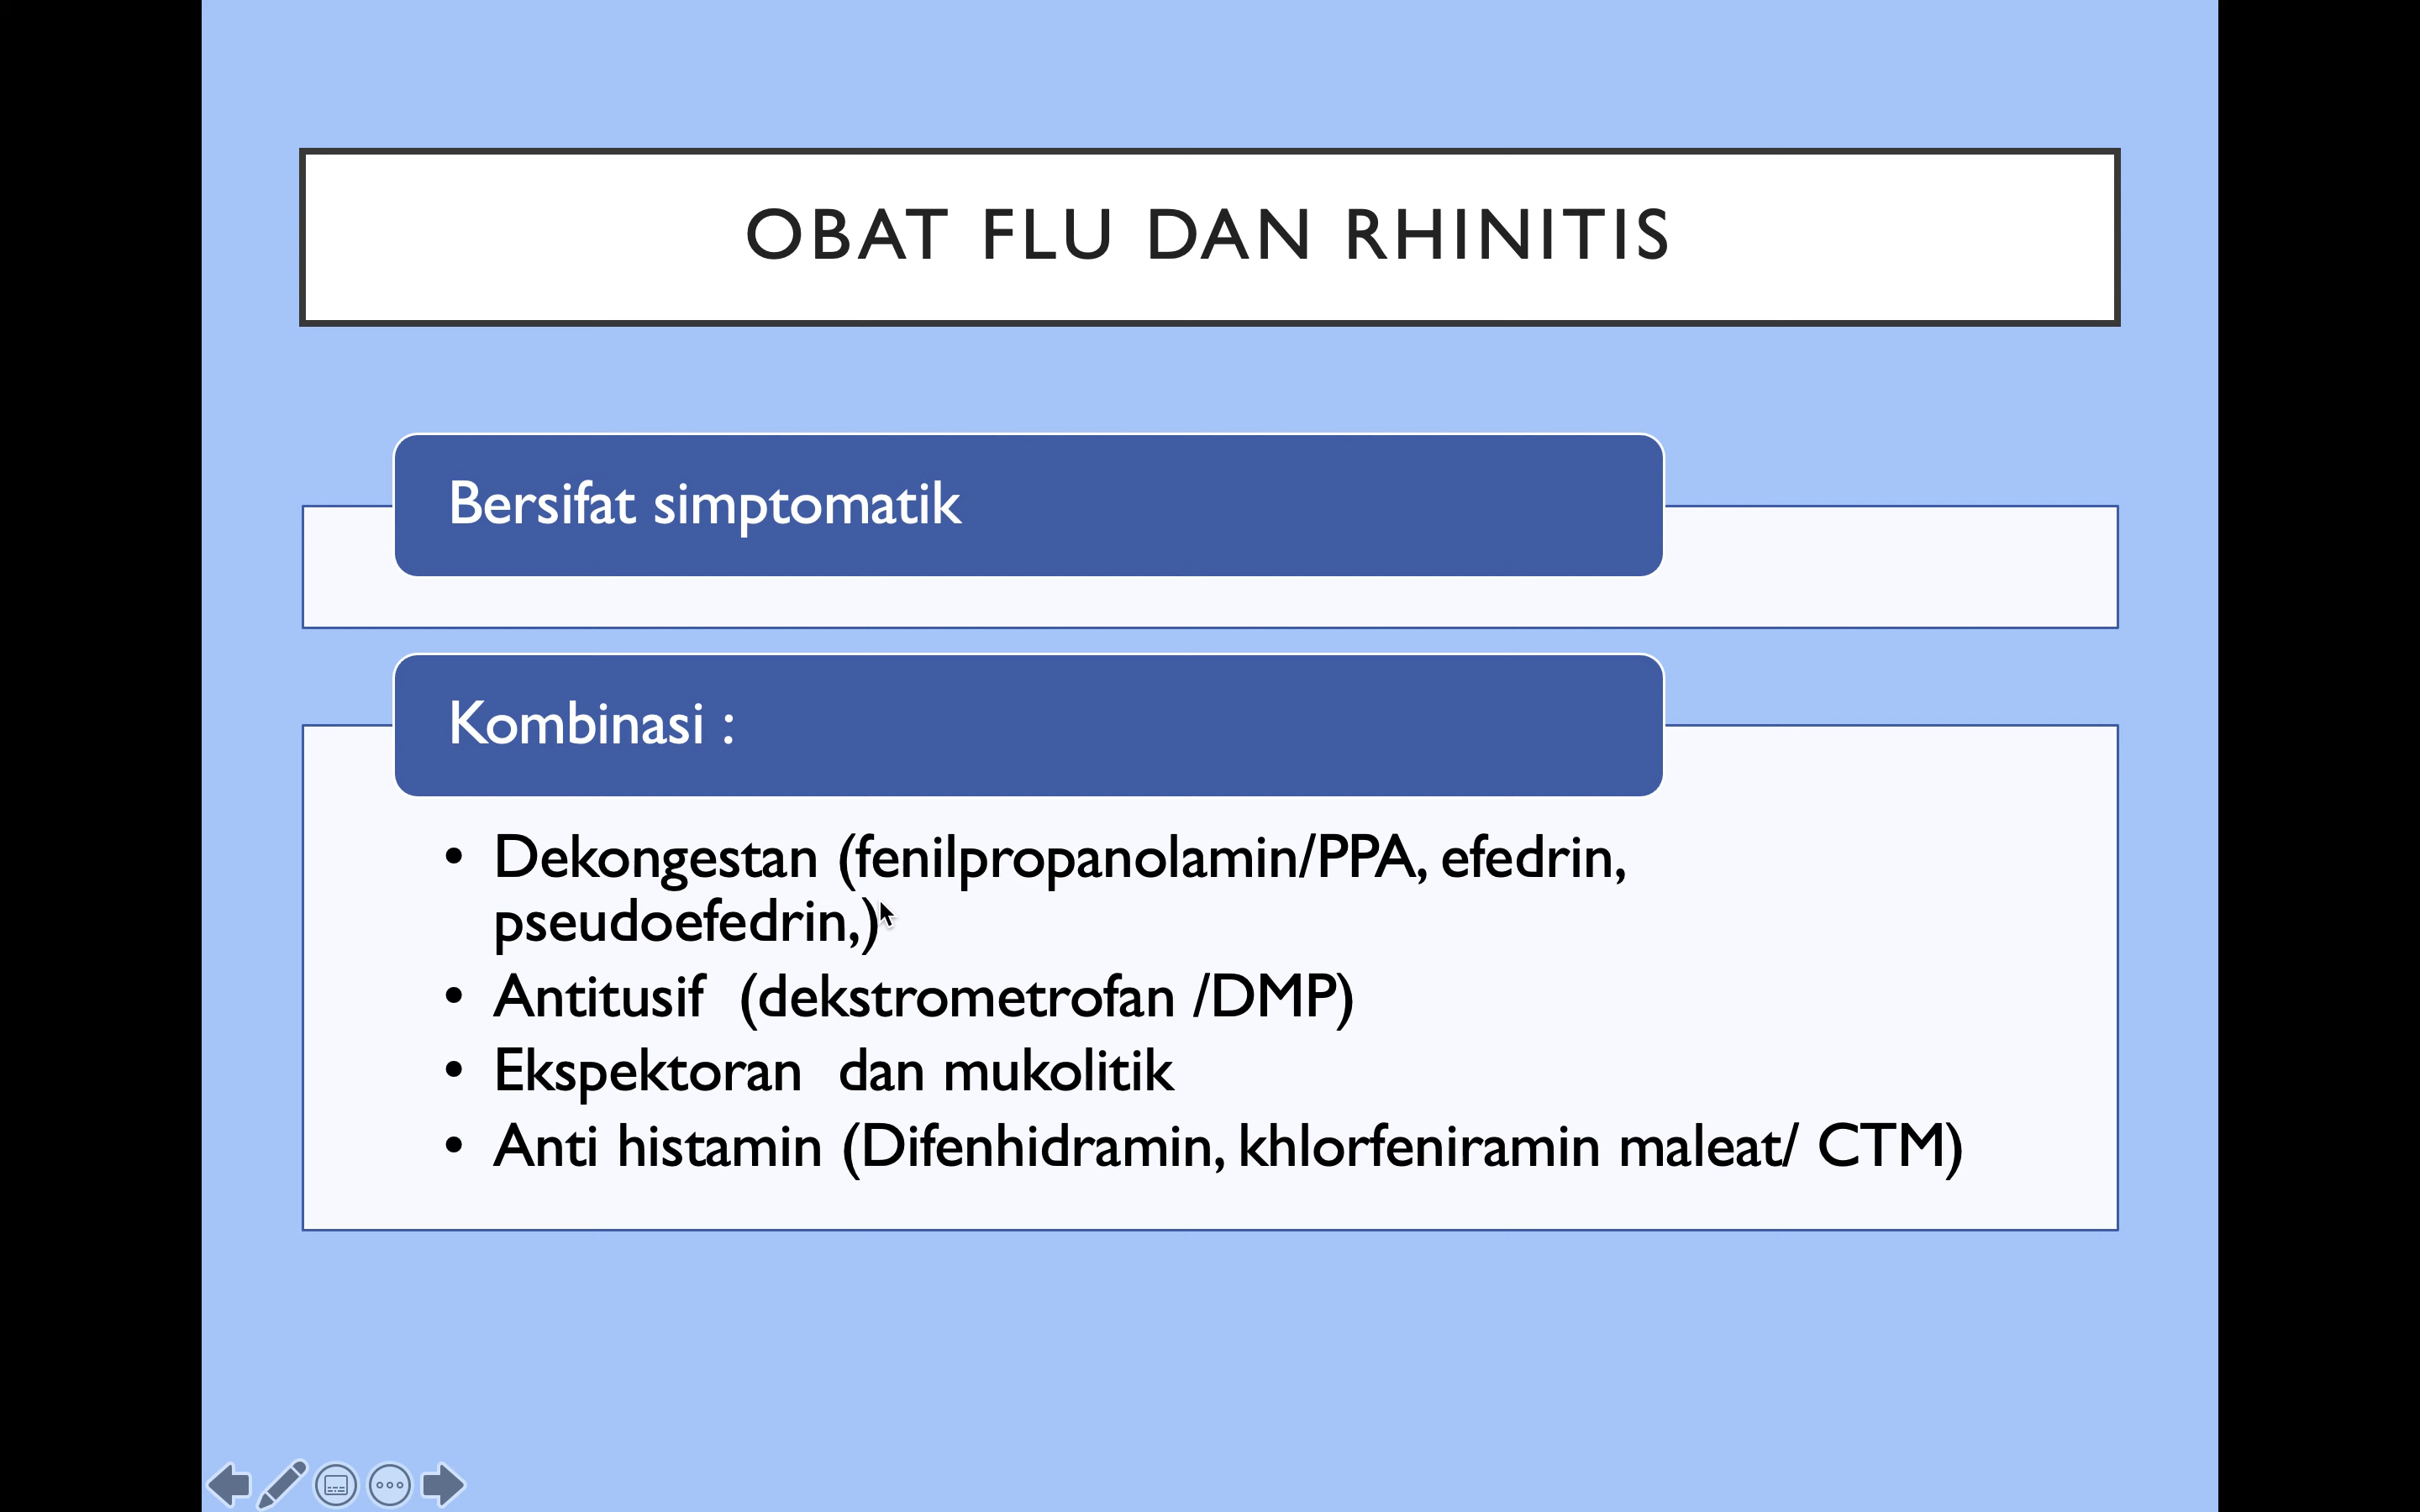 OBAT FLU DAN RHINITIS
Bersifat simptomatik
Kombinasi :
• Dekongestan (fenilpropanolamin/PPA, efedrin,
pseudoefedrin,)
• Antitusif (dekstrometrofan /DMP)
• Ekspektoran dan mukolitik
• Anti histamin (Difenhidramin, khlorfeniramin maleat/ CTM)